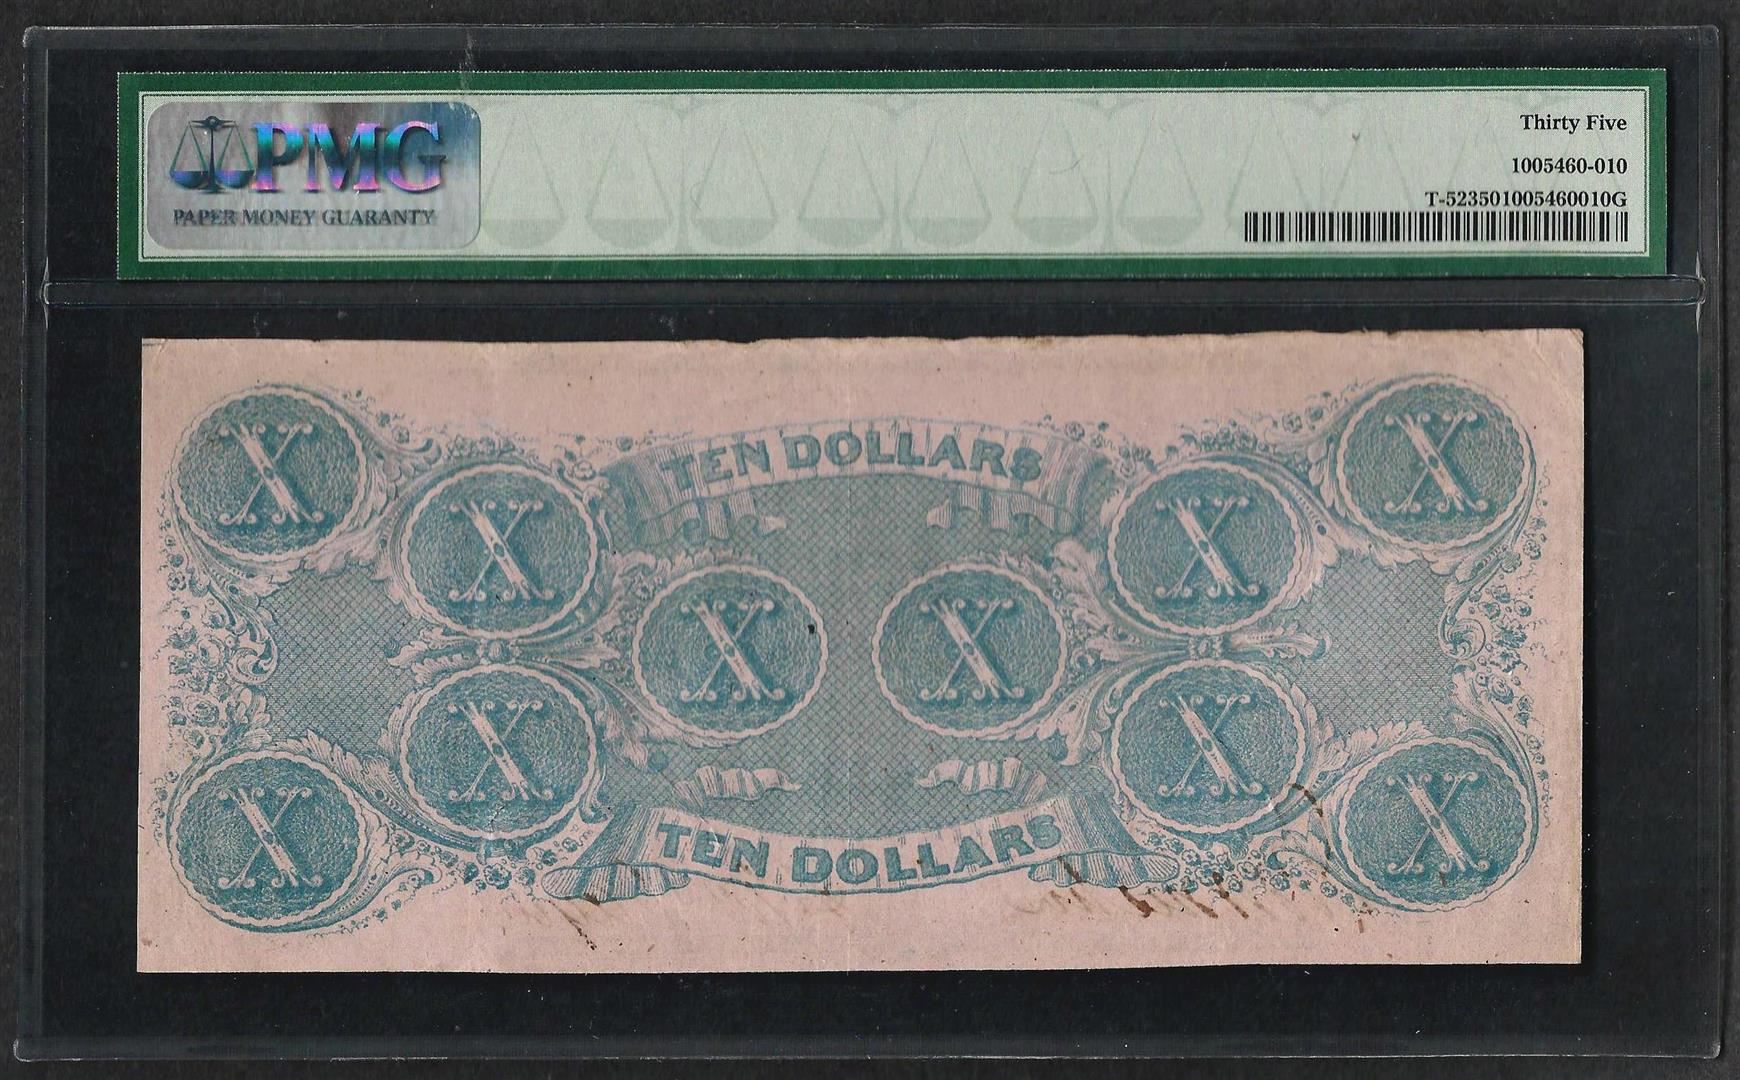 PMG
PAPER MONEY GUARANTY
Thirty Five
1005460-010
T-523501005460010G
TEN DOLLARS
X
X
X
X
X
X
X
X
X
X
TEN DOLLARS